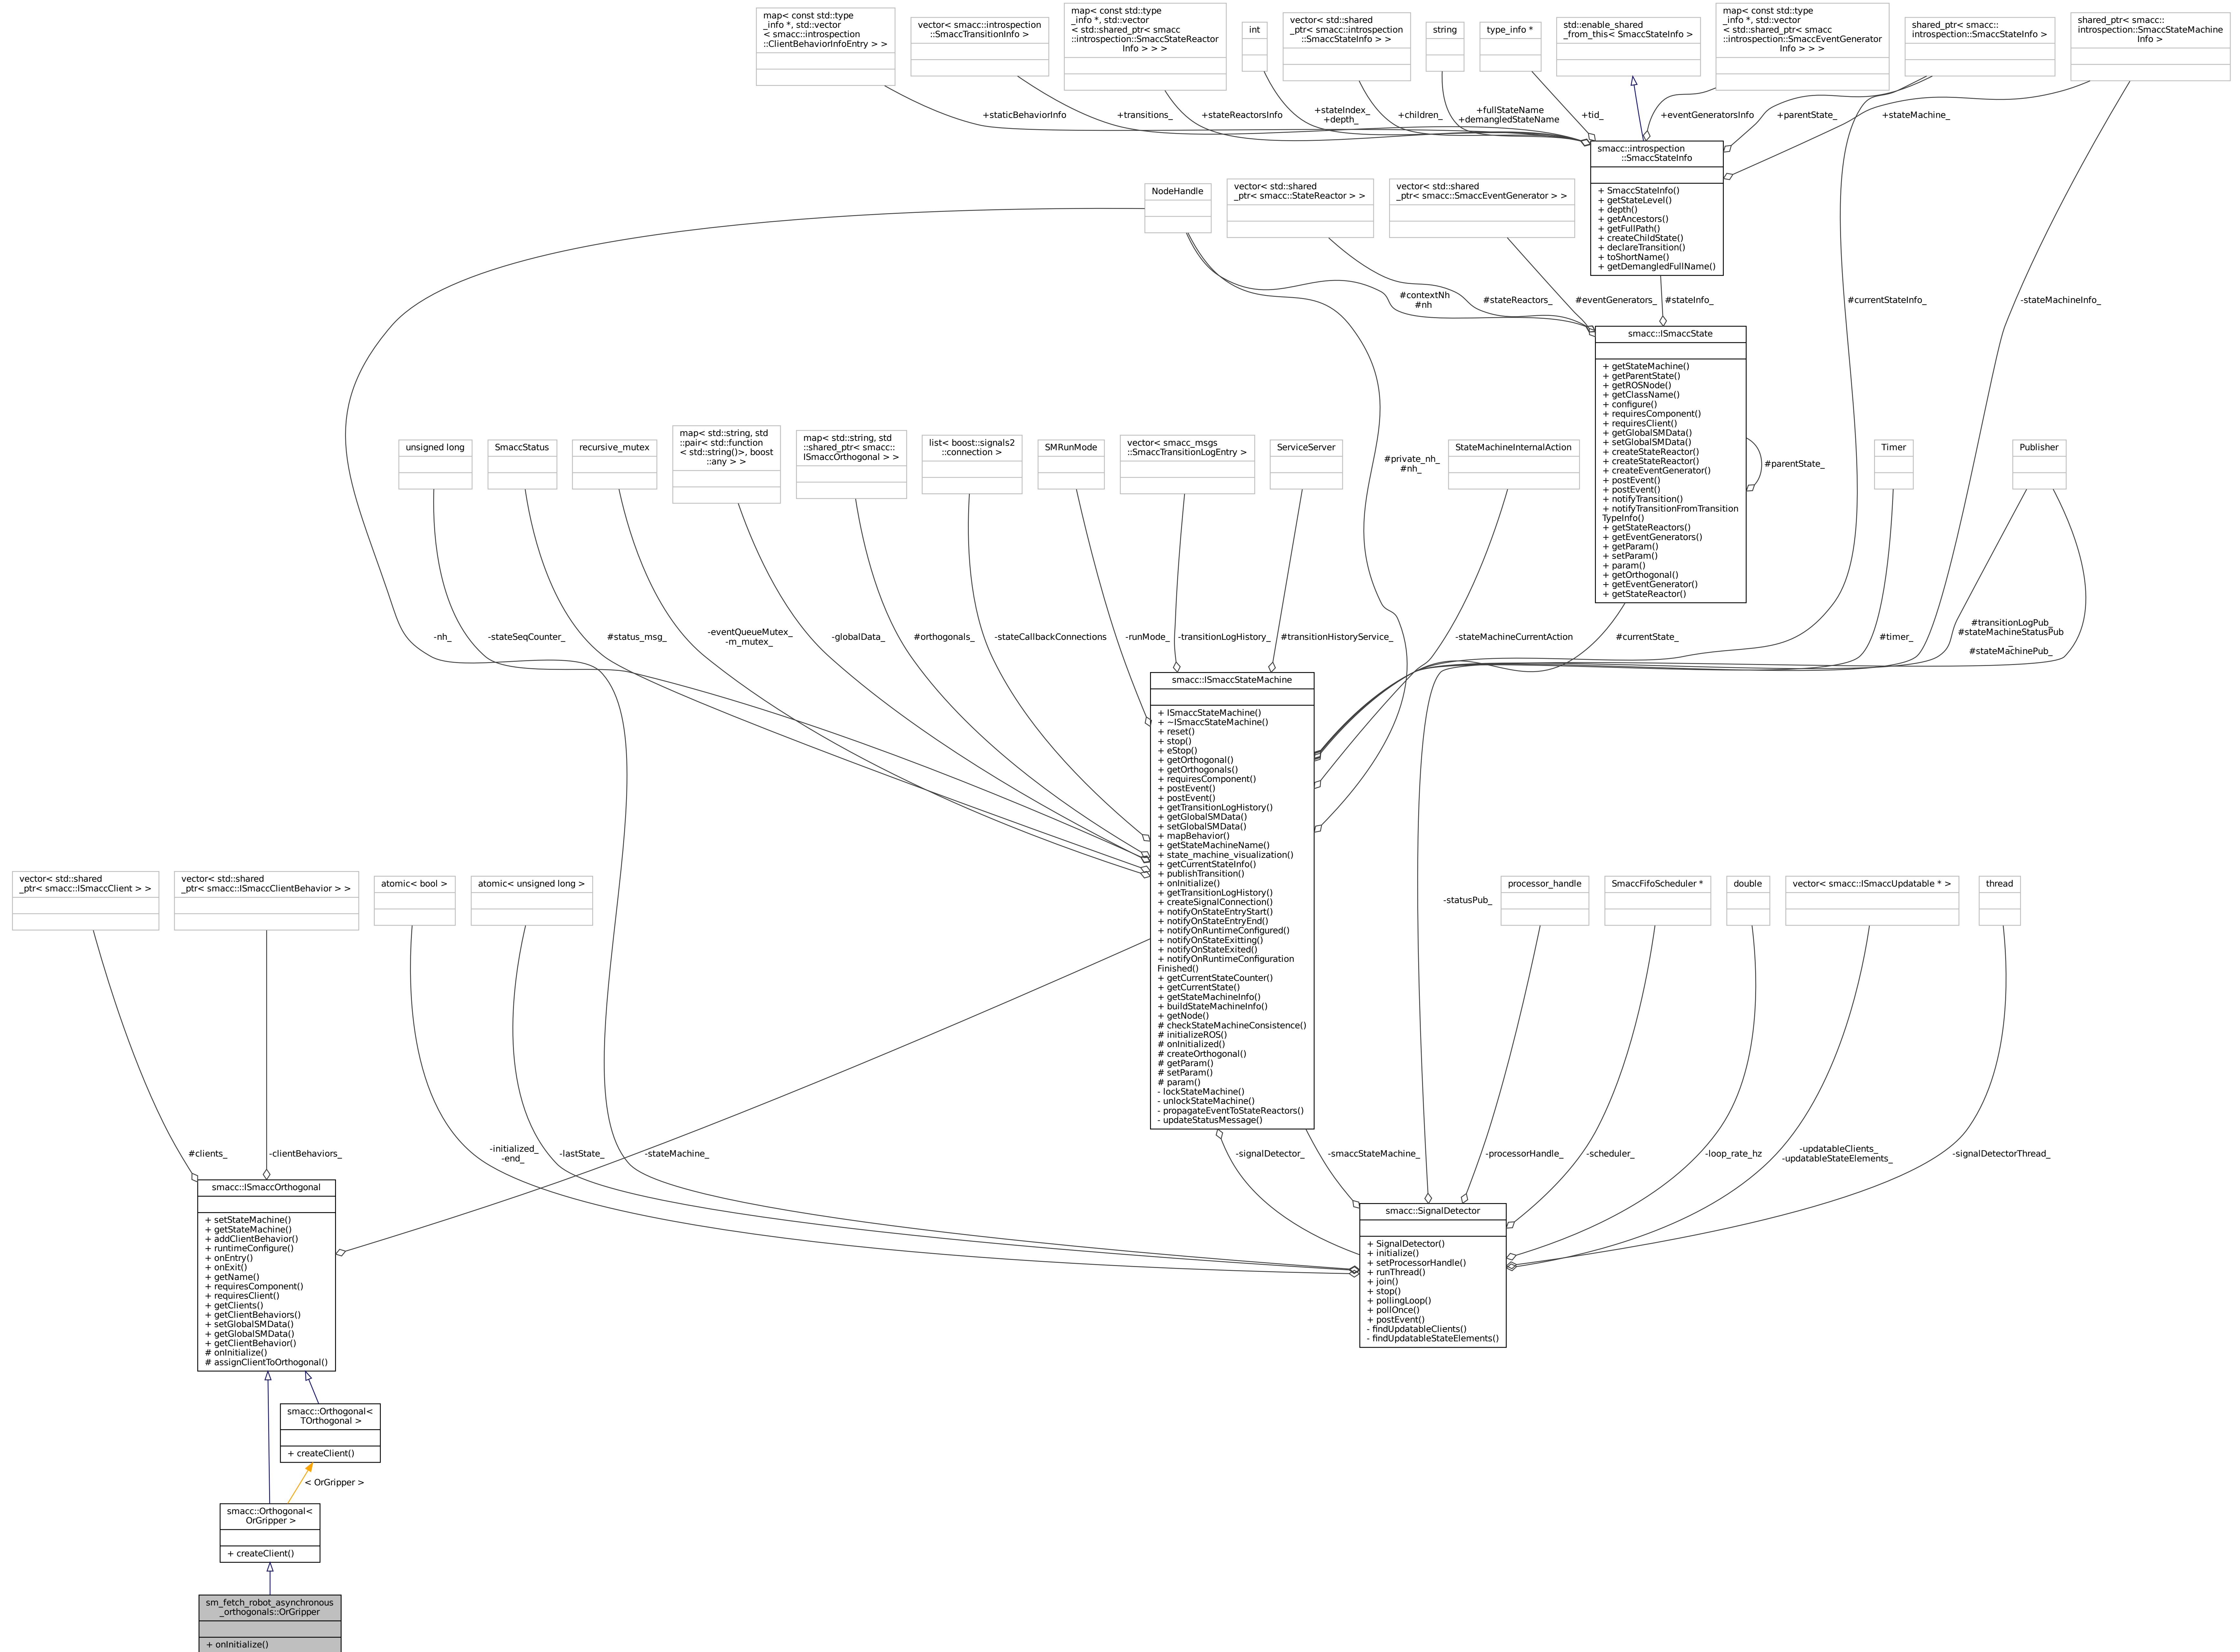 map< const std::type
_info *, std::vector
< smacc::introspection
::ClientBehaviorInfoEntry > >
vector< smacc::introspection
::SmaccTransitionInfo >
map< const std::type
_info *, std::vector
< std::shared_ptr< smacc
::introspection::SmaccStateReactor
Info > > >
int
vector< std::shared
_ptr< smacc::introspection
::SmaccStateInfo > >
string
type_info *
std::enable_shared
_from_this< SmaccStateInfo >
map< const std::type
_info *, std::vector
< std::shared_ptr< smacc
::introspection::SmaccEventGenerator
Info > > >
shared_ptr< smacc::
introspection::SmaccStateInfo >
shared_ptr< smacc::
introspection::SmaccStateMachine
Info >
+staticBehaviorInfo
+transitions_
+stateReactorsInfo
+stateIndex_
+depth_
+children_
+fullStateName
+demangledStateName
+tid_
+eventGeneratorsInfo
+parentState_
+stateMachine_
smacc::introspection
::SmaccStateInfo
+ SmaccStateInfo()
+ getStateLevel()
+ depth()
+ getAncestors()
+ getFullPath()
+ createChildState()
+ declareTransition()
+ toShortName()
+ getDemangledFullName()
NodeHandle
vector< std::shared
_ptr< smacc::StateReactor > >
vector< std::shared
_ptr< smacc::SmaccEventGenerator > >
#contextNh
#nh
#stateReactors_
#eventGenerators_
#stateInfo_
#currentStateInfo_
-stateMachineInfo_
smacc::ISmaccState
+ getStateMachine()
+ getParentState()
+ getROSNode()
+ getClassName()
+ configure()
+ requiresComponent()
+ requiresClient()
+ getGlobalSMData()
+ setGlobalSMData()
+ createStateReactor()
+ createStateReactor()
+ createEventGenerator()
+ postEvent()
+ postEvent()
+ notifyTransition()
+ notifyTransitionFromTransition
TypeInfo()
+ getStateReactors()
+ getEventGenerators()
+ getParam()
+ setParam()
+ param()
+ getOrthogonal()
+ getEventGenerator()
+ getStateReactor()
#parentState_
unsigned long
SmaccStatus
recursive_mutex
map< std::string, std
::pair< std::function
< std::string()>, boost
::any > >
map< std::string, std
::shared_ptr< smacc::
ISmaccOrthogonal > >
list< boost::signals2
::connection >
SMRunMode
vector< smacc_msgs
::SmaccTransitionLogEntry >
ServiceServer
#private_nh_
#nh_
StateMachineInternalAction
Timer
Publisher
-nh_
-stateSeqCounter_
#status_msg_
-eventQueueMutex_
-m_mutex_
-globalData_
#orthogonals_
-stateCallbackConnections
-runMode_
-transitionLogHistory_
#transitionHistoryService_
-stateMachineCurrentAction
#currentState_
#timer_
#transitionLogPub_
#stateMachineStatusPub
_
#stateMachinePub_
smacc::ISmaccStateMachine
+ ISmaccStateMachine()
+ ~ISmaccStateMachine()
+ reset()
+ stop()
+ eStop()
+ getOrthogonal()
+ getOrthogonals()
+ requiresComponent()
+ postEvent()
+ postEvent()
+ getTransitionLogHistory()
+ getGlobalSMData()
+ setGlobalSMData()
+ mapBehavior()
+ getStateMachineName()
+ state_machine_visualization()
+ getCurrentStateInfo()
+ publishTransition()
+ onInitialize()
+ getTransitionLogHistory()
+ createSignalConnection()
+ notifyOnStateEntryStart()
+ notifyOnStateEntryEnd()
+ notifyOnRuntimeConfigured()
+ notifyOnStateExitting()
+ notifyOnStateExited()
+ notifyOnRuntimeConfiguration
Finished()
+ getCurrentStateCounter()
+ getCurrentState()
+ getStateMachineInfo()
+ buildStateMachineInfo()
+ getNode()
# checkStateMachineConsistence()
# initializeROS()
# onInitialized()
# createOrthogonal()
# getParam()
# setParam()
# param()
- lockStateMachine()
- unlockStateMachine()
- propagateEventToStateReactors()
- updateStatusMessage()
vector< std::shared
_ptr< smacc::ISmaccClient > >
vector< std::shared
_ptr< smacc::ISmaccClientBehavior > >
atomic< bool >
atomic< unsigned long >
-statusPub_
processor_handle
SmaccFifoScheduler *
double
vector< smacc::ISmaccUpdatable * >
thread
#clients_
-clientBehaviors_
-initialized_
-end_
-lastState_
-stateMachine_
-signalDetector_
-smaccStateMachine_
-processorHandle_
-scheduler_
-loop_rate_hz
-updatableClients_
-updatableStateElements_
-signalDetectorThread_
smacc::ISmaccOrthogonal
+ setStateMachine()
+ getStateMachine()
+ addClientBehavior()
+ runtimeConfigure()
+ onEntry()
+ onExit()
+ getName()
+ requiresComponent()
+ requiresClient()
+ getClients()
+ getClientBehaviors()
+ setGlobalSMData()
+ getGlobalSMData()
+ getClientBehavior()
# onInitialize()
# assignClientToOrthogonal()
smacc::SignalDetector
+ SignalDetector()
+ initialize()
+ setProcessorHandle()
+ runThread()
+ join()
+ stop()
+ pollingLoop()
+ pollOnce()
+ postEvent()
- findUpdatableClients()
- findUpdatableStateElements()
smacc::Orthogonal<
TOrthogonal >
+ createClient()
< OrGripper >
smacc::Orthogonal<
OrGripper >
+ createClient()
sm_fetch_robot_asynchronous
_orthogonals::OrGripper
+ onInitialize()